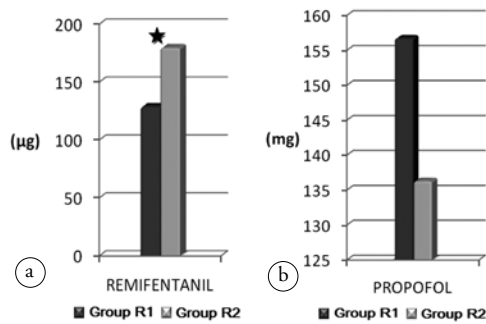 200
150
(µg)
100
50
0
a
REMIFENTANIL
Group R1 Group R2
160
155
150
145
(mg)
140
135
130
125
b
PROPOFOL
Group R1 Group R2